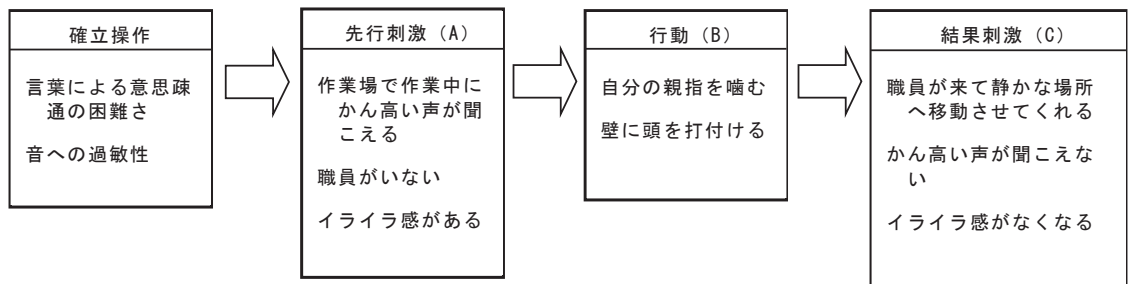 確立操作
言葉による意思疎
通の困難さ
音への過敏性
先行刺激（A）
作業場で作業中に
かん高い声が聞
こえる
職員がいない
イライラ感がある
行動（B）
自分の親指を噛む
壁に頭を打付ける
結果刺激（C）
職員が来て静かな場所
へ移動させてくれる
かん高い声が聞こえな
い
イライラ感がなくなる